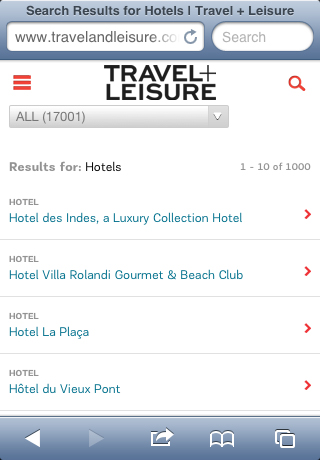 Search Results for Hotels | Travel + Leisure
www.travelandleisure.co
Search
TRAVEL+
LEISURE
ALL (17001)
Results for: Hotels
1 - 10 of 1000
HOTEL
Hotel des Indes, a Luxury Collection Hotel
HOTEL
Hotel Villa Rolandi Gourmet & Beach Club
HOTEL
Hotel La Plaça
HOTEL
Hôtel du Vieux Pont